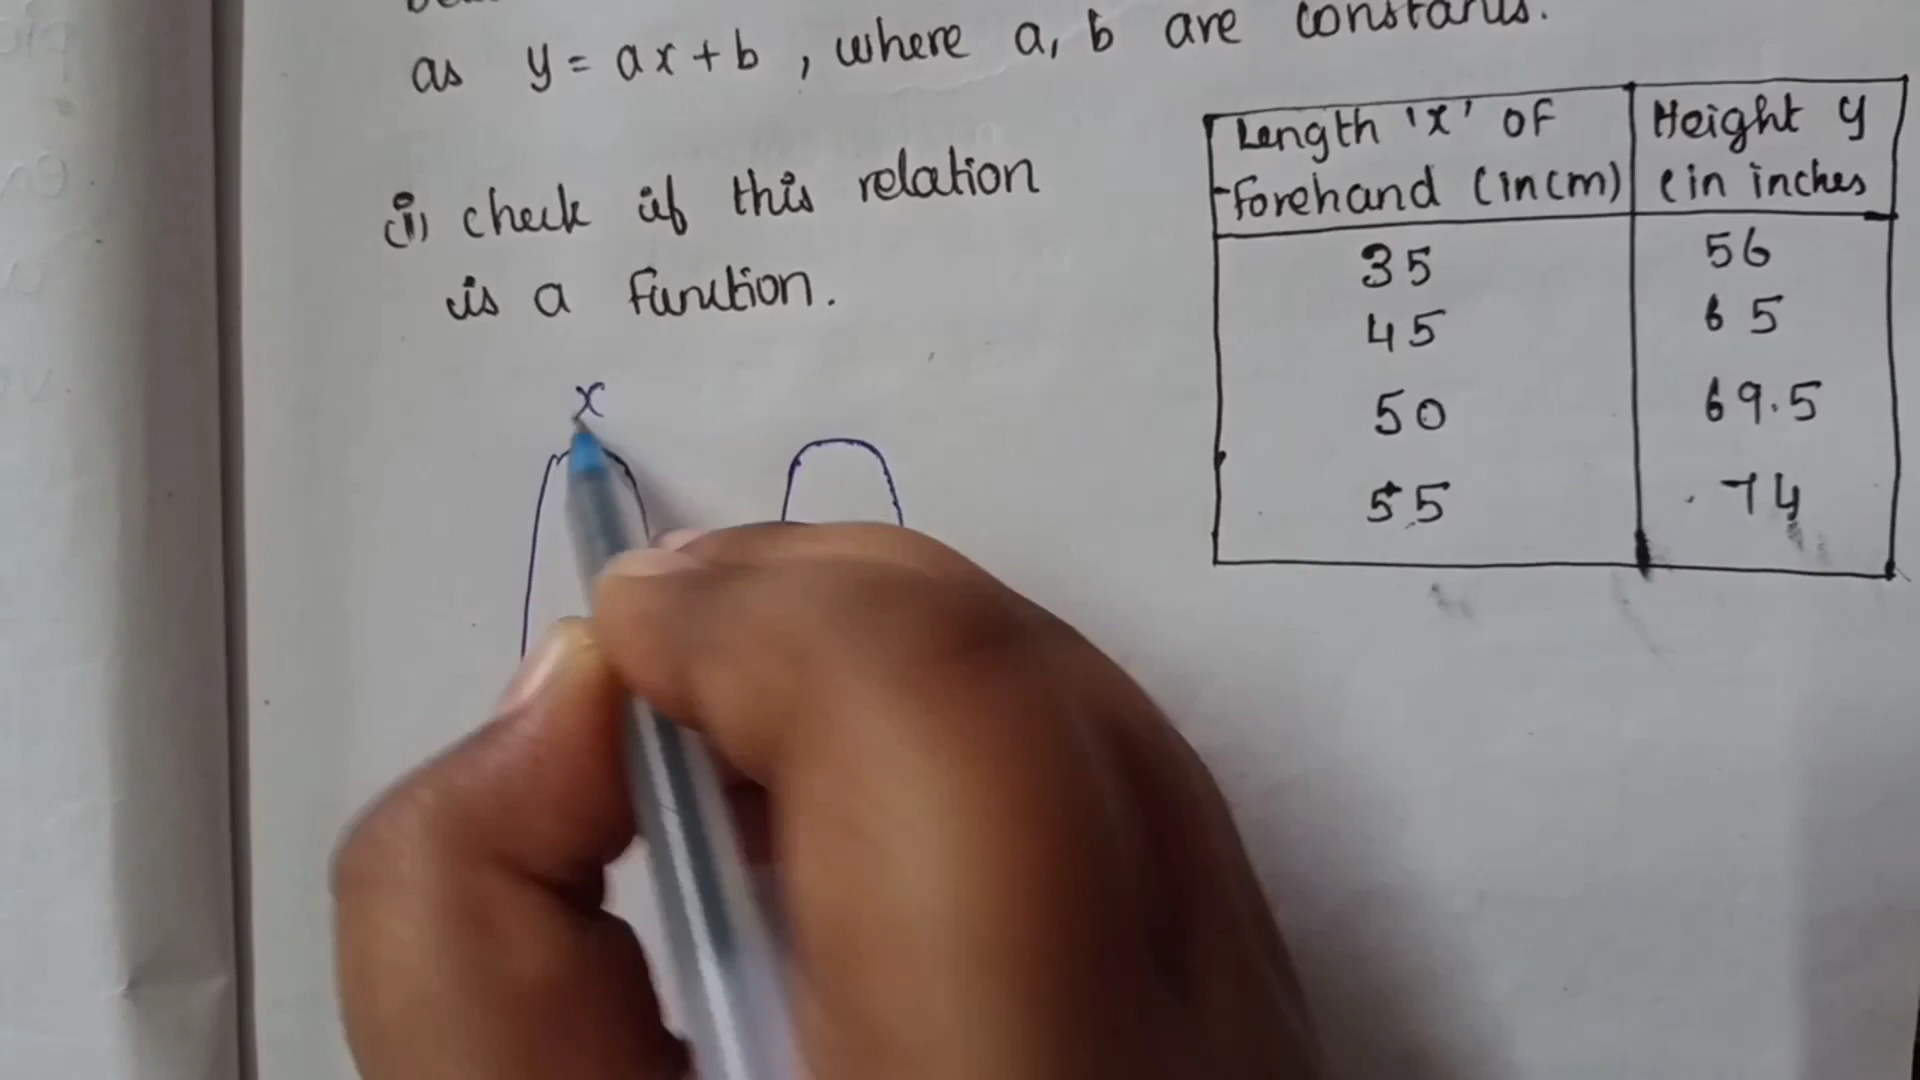 as y = ax + b , where a, b are constants.
(i) check if this relation
is a function.
x
Length 'x' OF
Forehand (in cm)
Height y
(in inches
35 56
45 65
50 69.5
55 74